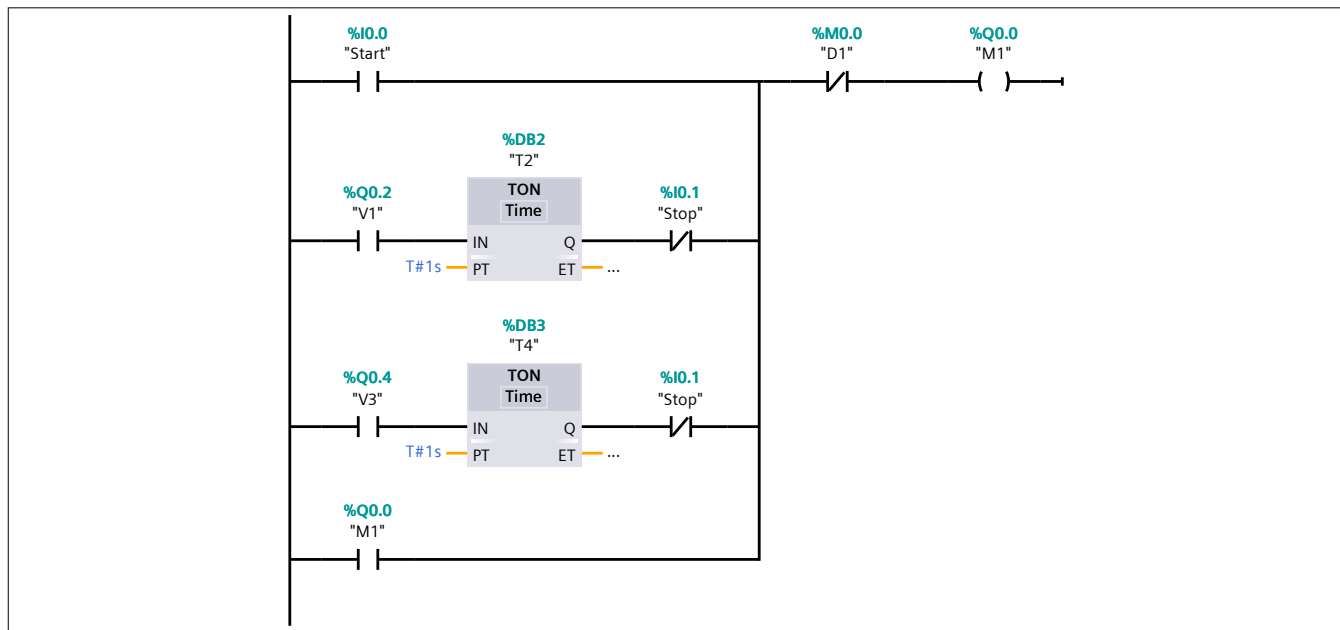 %I0.0
"Start"
%M0.0
"D1"
%Q0.0
"M1"
%DB2
"T2"
%Q0.2
"V1"
TON
Time
%I0.1
"Stop"
IN Q
T#1s PT ET ...
%DB3
"T4"
%Q0.4
"V3"
TON
Time
%I0.1
"Stop"
IN Q
T#1s PT ET ...
%Q0.0
"M1"